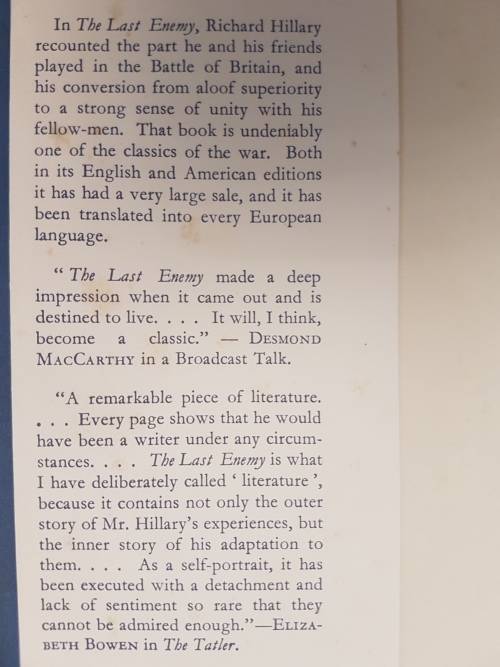 In The Last Enemy, Richard Hillary
recounted the part he and his friends
played in the Battle of Britain, and
his conversion from aloof superiority
to a strong sense of unity with his
fellow-men. That book is undeniably
one of the classics of the war. Both
in its English and American editions
it has had a very large sale, and it has
been translated into every European
language.
“ The Last Enemy made a deep
impression when it came out and is
destined to live. . . . It will, I think,
become a classic.” — DESMOND
MACCARTHY in a Broadcast Talk.
“A remarkable piece of literature.
. . . Every page shows that he would
have been a writer under any circum-
stances. . . . The Last Enemy is what
I have deliberately called ‘ literature ’,
because it contains not only the outer
story of Mr. Hillary’s experiences, but
the inner story of his adaptation to
them. . . . As a self-portrait, it has
been executed with a detachment and
lack of sentiment so rare that they
cannot be admired enough.”—ELIZA-
BETH BOWEN in The Tatler.